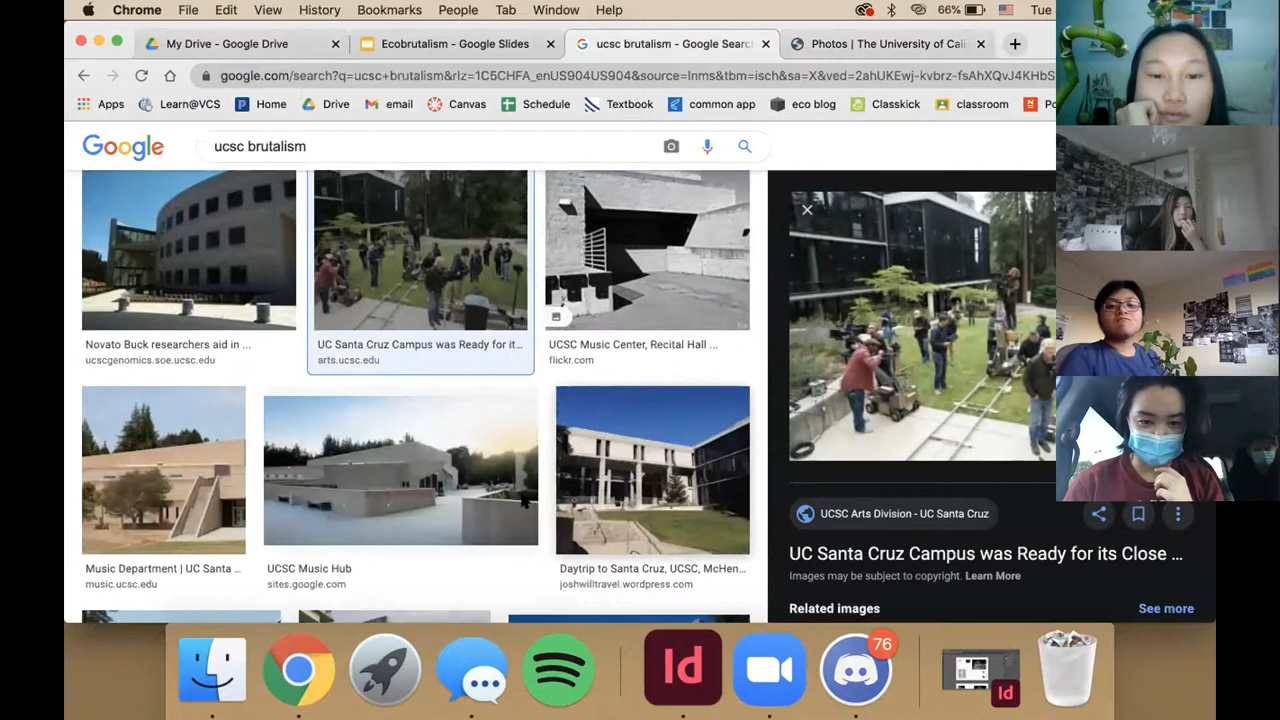 Chrome File Edit View History Bookmarks People Tab Window Help 66% Tue
My Drive - Google Drive Ecobrutalism - Google Slides ucsc brutalism - Google Searc Photos | The University of Cali
google.com/search?q=ucsc+brutalism&rlz=1C5CHFA_enUS904US904&source=lnms&tbm=isch&sa=X&ved=2ahUKEwj-kvbrz-fsAhXQvJ4KHbS
Apps Learn@VCS Home Drive email Canvas Schedule Textbook common app eco blog Classkick classroom
Google ucsc brutalism
Novato Buck researchers aid in ...
ucscgenomics.soe.ucsc.edu
UC Santa Cruz Campus was Ready for it...
arts.ucsc.edu
UCSC Music Center, Recital Hall ...
flickr.com
Music Department | UC Santa ...
music.ucsc.edu
UCSC Music Hub
sites.google.com
Daytrip to Santa Cruz, UCSC, McHen...
joshwilltravel.wordpress.com
UCSC Arts Division - UC Santa Cruz
UC Santa Cruz Campus was Ready for its Close ...
Images may be subject to copyright. Learn More
Related images See more
Id 76 Id